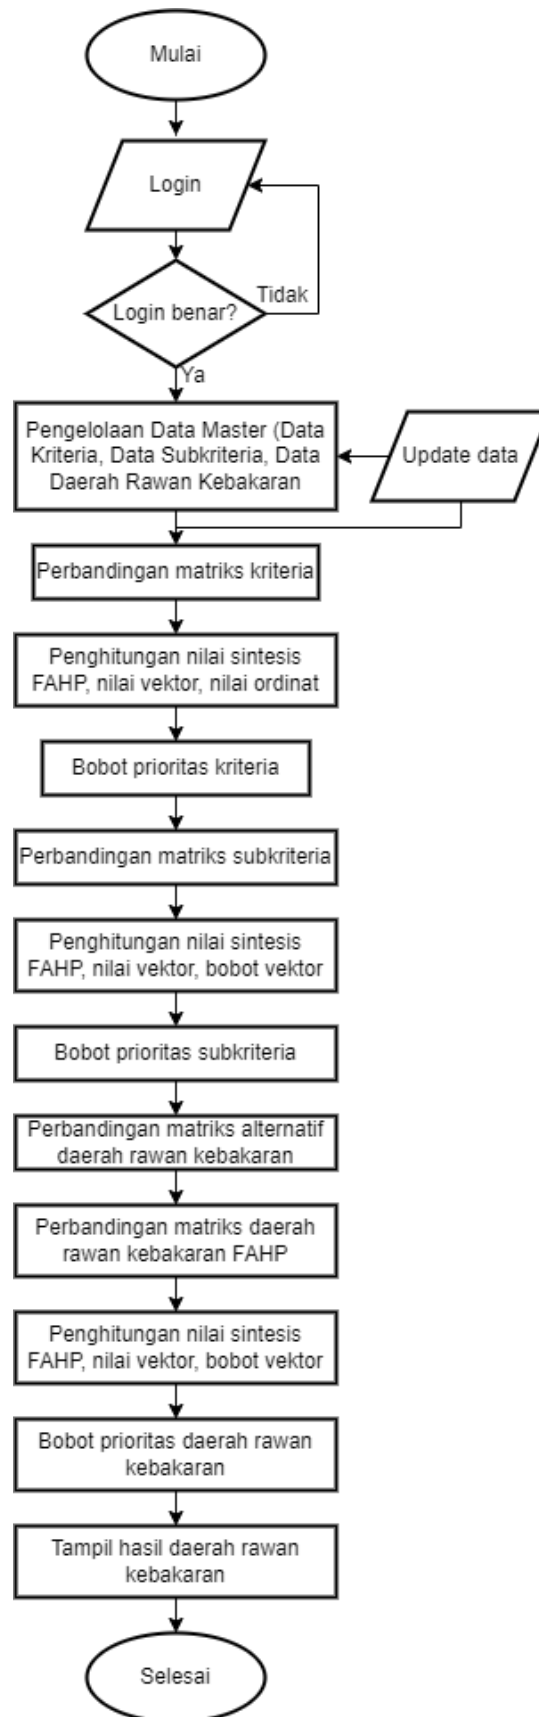 Mulai
Login
Login benar?
Tidak
Ya
Pengelolaan Data Master (Data
Kriteria, Data Subkriteria, Data
Daerah Rawan Kebakaran
Update data
Perbandingan matriks kriteria
Penghitungan nilai sintesis
FAHP, nilai vektor, nilai ordinat
Bobot prioritas kriteria
Perbandingan matriks subkriteria
Penghitungan nilai sintesis
FAHP, nilai vektor, bobot vektor
Bobot prioritas subkriteria
Perbandingan matriks alternatif
daerah rawan kebakaran
Perbandingan matriks daerah
rawan kebakaran FAHP
Penghitungan nilai sintesis
FAHP, nilai vektor, bobot vektor
Bobot prioritas daerah rawan
kebakaran
Tampil hasil daerah rawan
kebakaran
Selesai